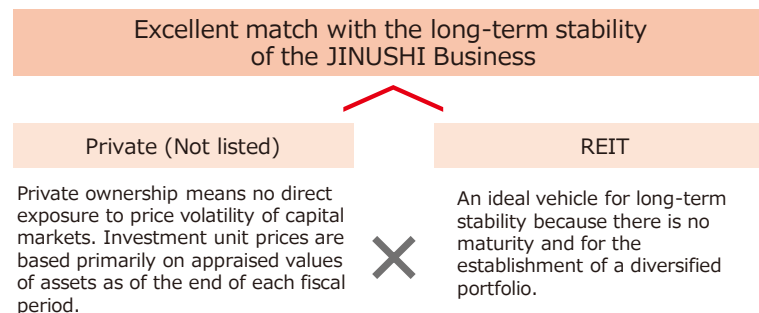 Excellent match with the long-term stability
of the JINUSHI Business
Private (Not listed)
Private ownership means no direct
exposure to price volatility of capital
markets. Investment unit prices are
based primarily on appraised values
of assets as of the end of each fiscal
period.
REIT
An ideal vehicle for long-term
stability because there is no
maturity and for the
establishment of a diversified
portfolio.